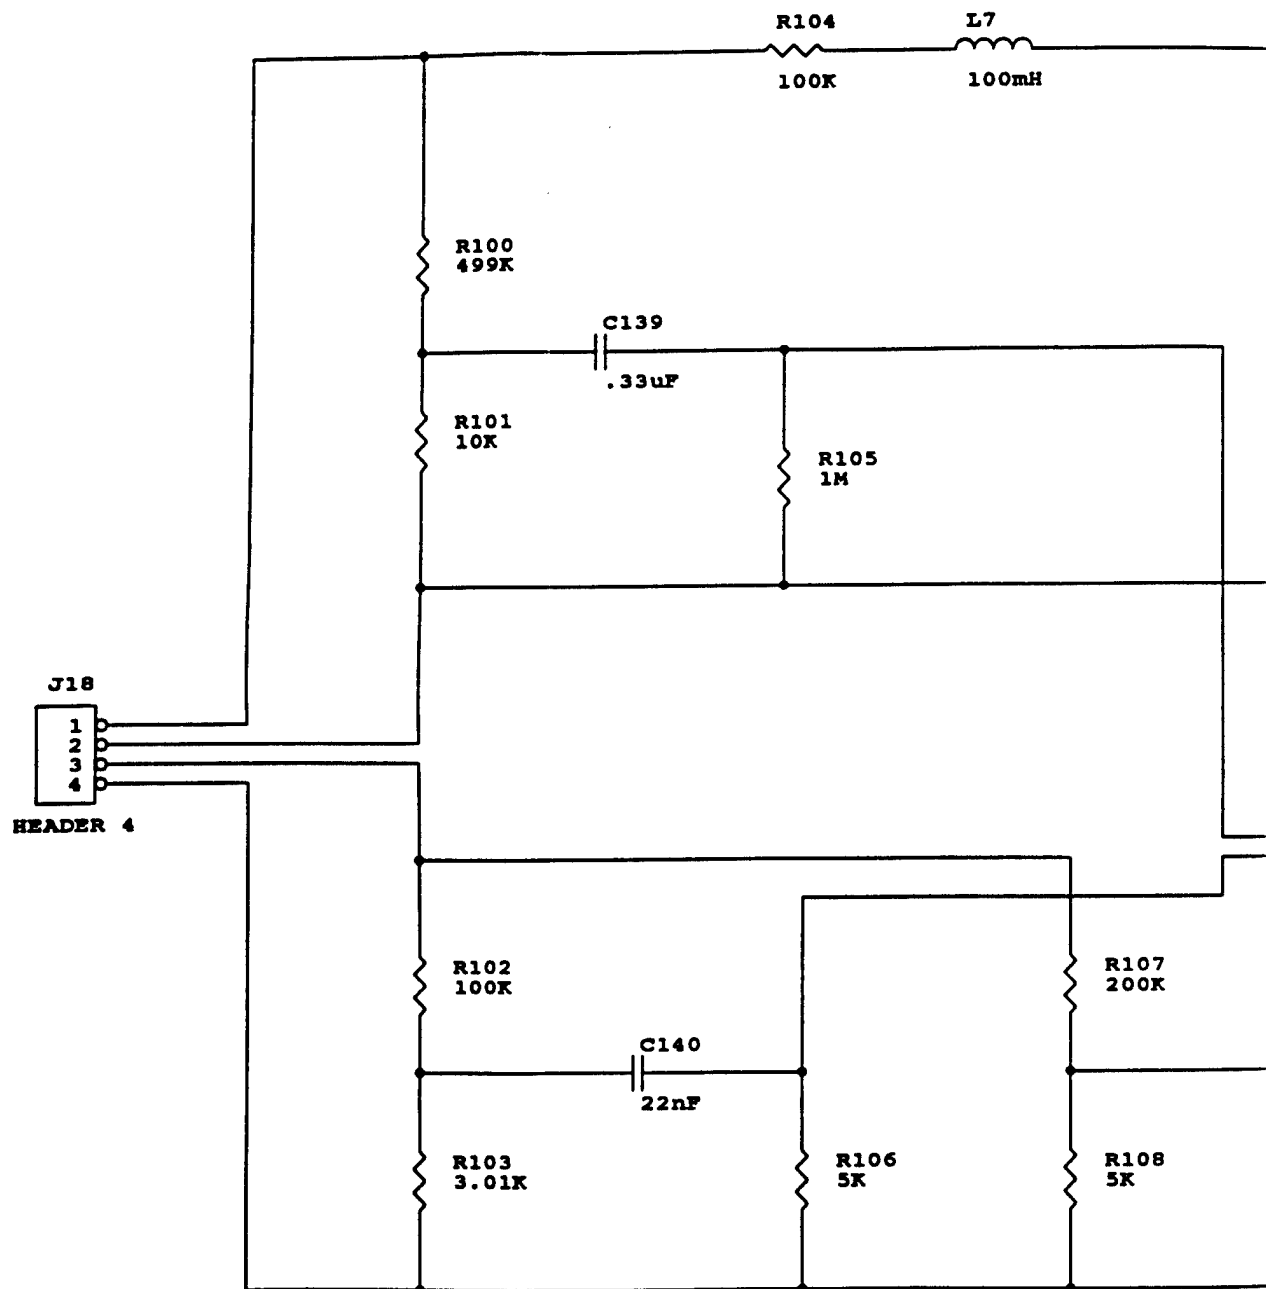 R104
100K
L7
100mH
R100
499K
C139
.33uF
R101
10K
R105
1M
J18
1
2
3
4
HEADER 4
R102
100K
R107
200K
C140
22nF
R103
3.01K
R106
5K
R108
5K